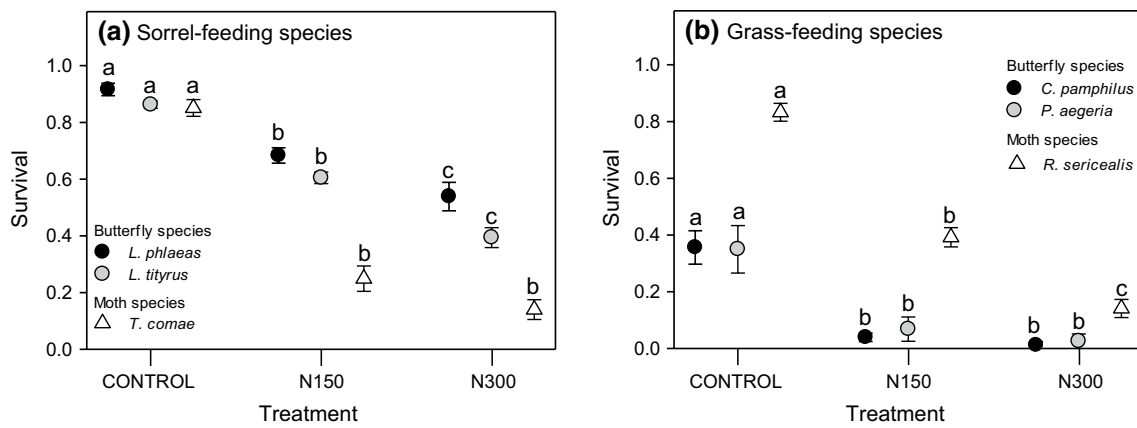 (a) Sorrel-feeding species
a
a
a
b
b
b
c
c
b
Butterfly species
L. phlaeas
L. tityrus
Moth species
T. comae
Survival
1.0
0.8
0.6
0.4
0.2
0.0
CONTROL N150 N300
Treatment
(b) Grass-feeding species
Butterfly species
C. pamphilus
P. aegeria
Moth species
R. sericealis
a
a
a
b
b
b
b
b
c
Survival
1.0
0.8
0.6
0.4
0.2
0.0
CONTROL N150 N300
Treatment